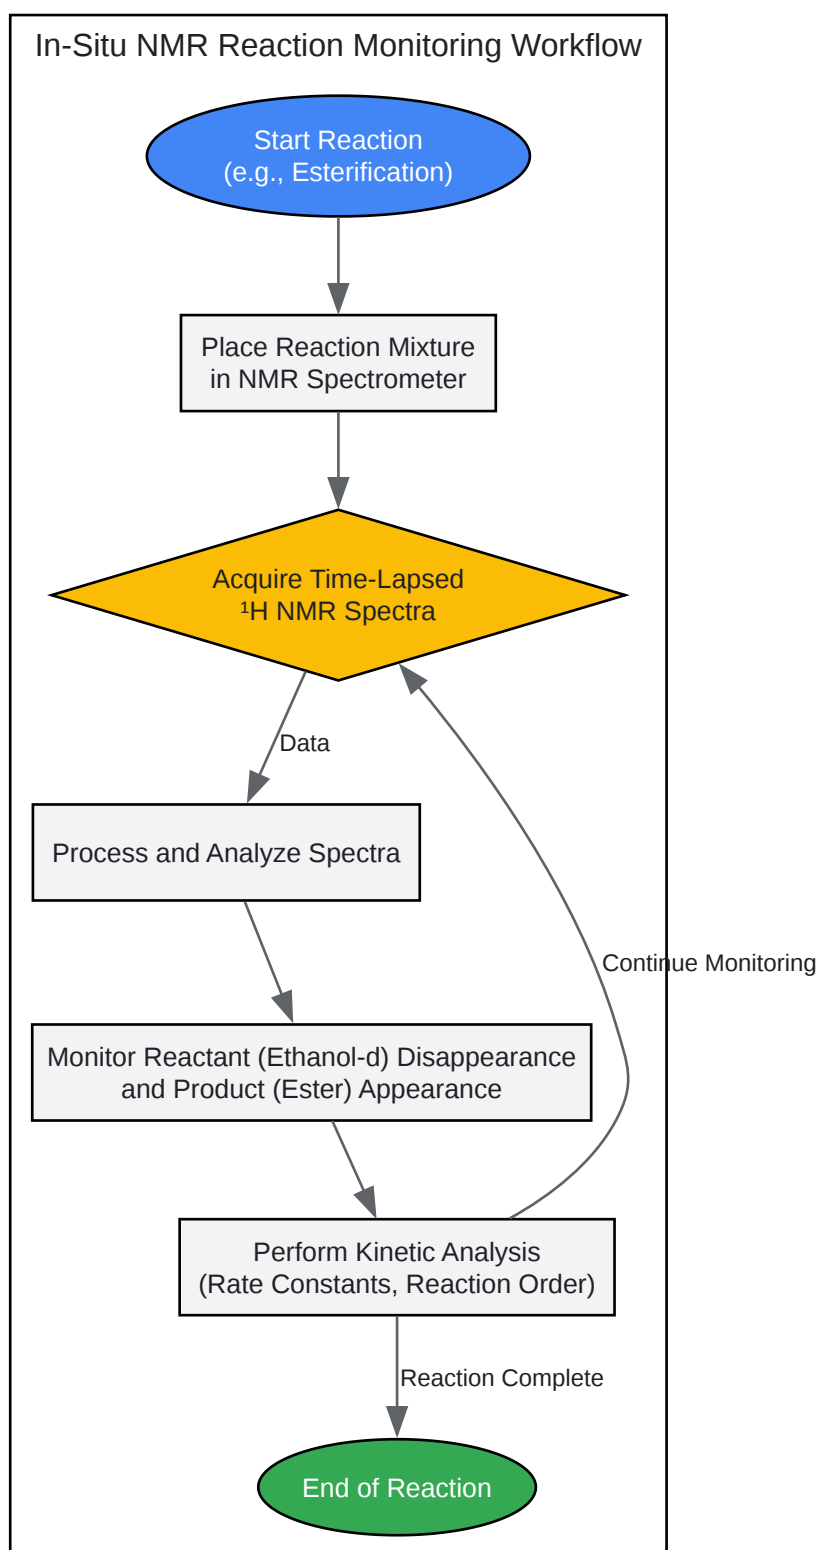 In-Situ NMR Reaction Monitoring Workflow
Start Reaction
(e.g., Esterification)
Place Reaction Mixture
in NMR Spectrometer
Acquire Time-Lapsed
¹H NMR Spectra
Data
Process and Analyze Spectra
Continue Monitoring
Monitor Reactant (Ethanol-d) Disappearance
and Product (Ester) Appearance
Perform Kinetic Analysis
(Rate Constants, Reaction Order)
Reaction Complete
End of Reaction